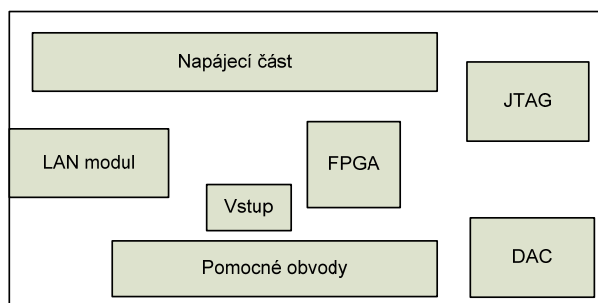 Napájecí část
JTAG
LAN modul
FPGA
Vstup
Pomocné obvody
DAC